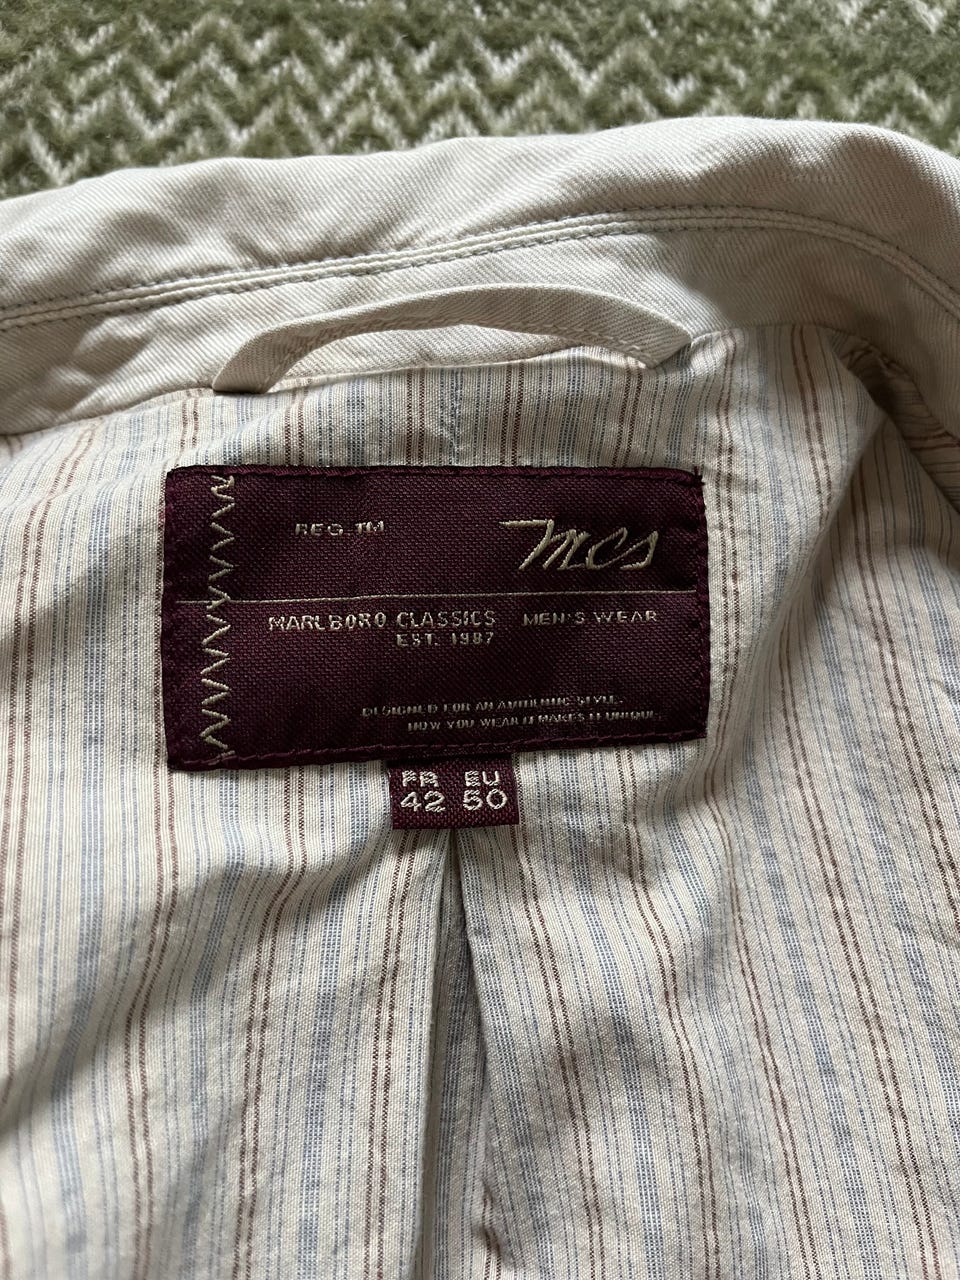 REG. TM
mcs
MARLBORO CLASSICS MEN'S WEAR
EST. 1987
DESIGNED FOR AN AUTHENTIC STYLE.
HOW YOU WEAR IT MAKES IT UNIQUE
FR EU
42 50